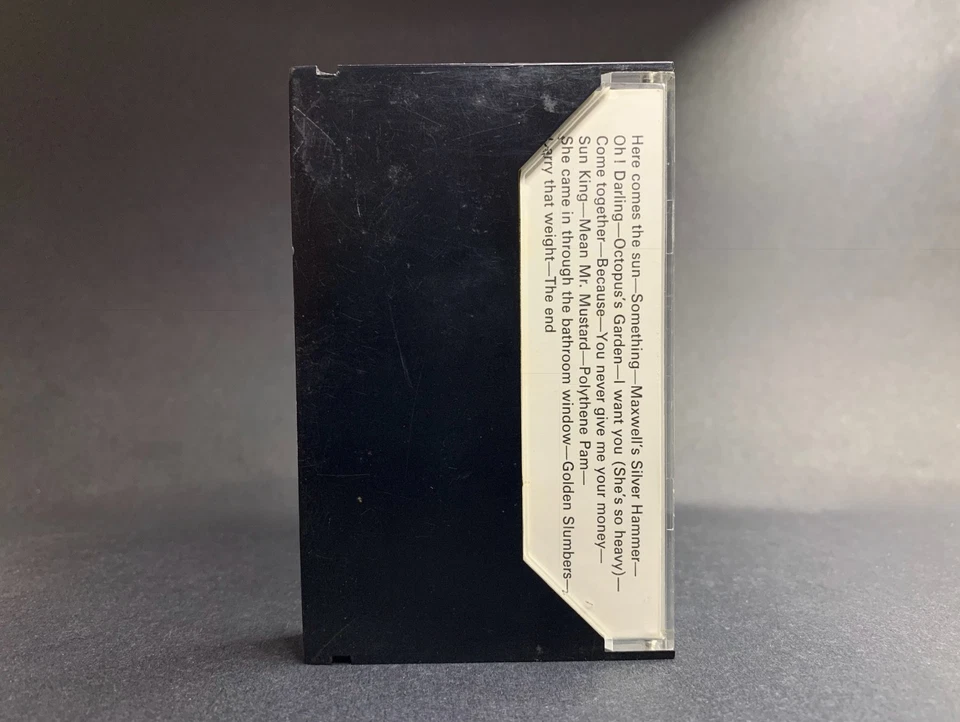 Here comes the sun—Something—Maxwell's Silver Hammer—
Oh! Darling—Octopus's Garden—I want you (She's so heavy)—
Come together—Because—You never give me your money—
Sun King—Mean Mr. Mustard—Polythene Pam—
She came in through the bathroom window—Golden Slumbers—
Carry that weight—The end